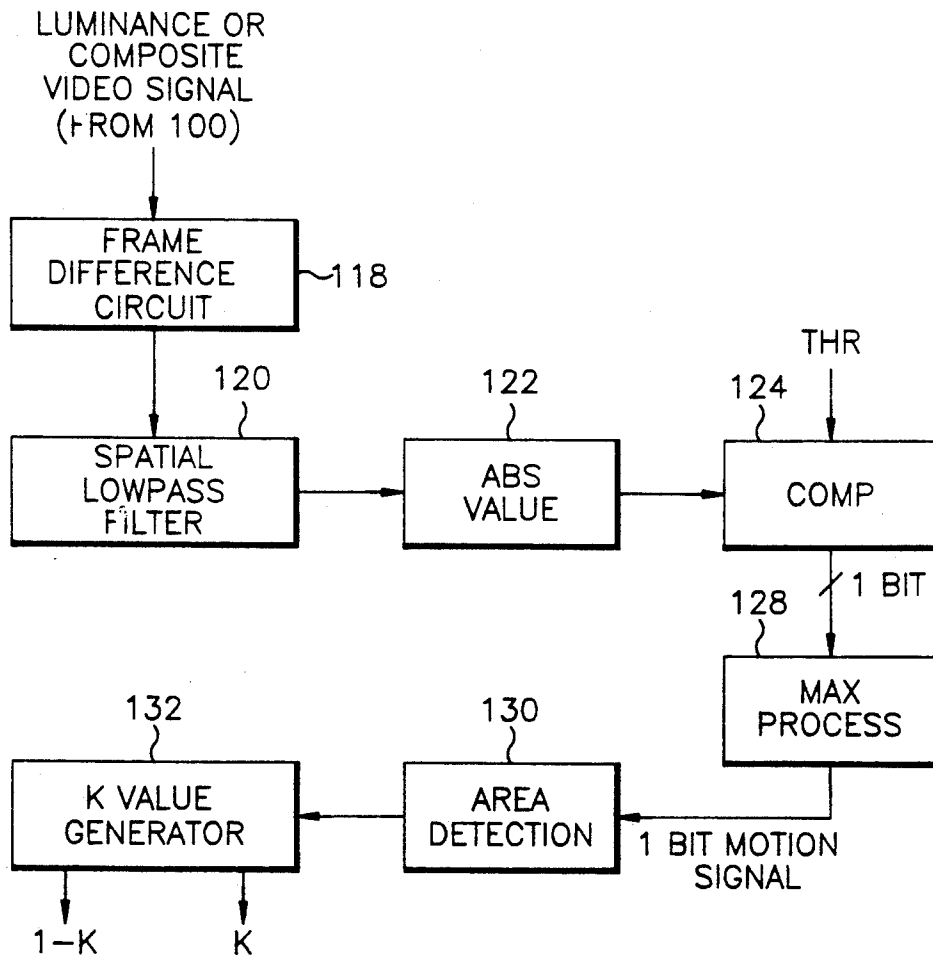 LUMINANCE OR
COMPOSITE
VIDEO SIGNAL
(FROM 100)
FRAME
DIFFERENCE
CIRCUIT
118
THR
120
122
124
SPATIAL
LOWPASS
FILTER
ABS
VALUE
COMP
1 BIT
128
MAX
PROCESS
132
130
K VALUE
GENERATOR
AREA
DETECTION
1 BIT MOTION
SIGNAL
1-K
K